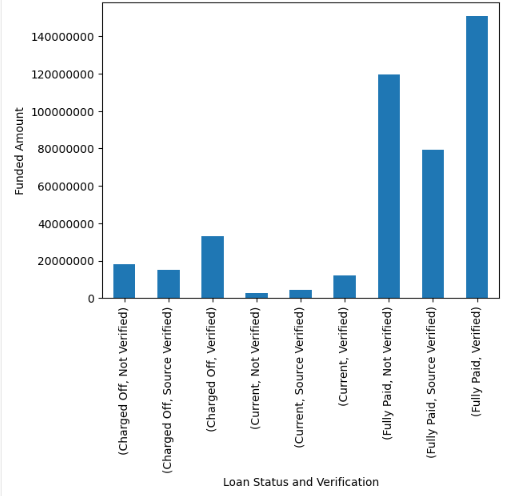 140000000
120000000
100000000
80000000
60000000
40000000
20000000
0
Funded Amount
(Charged Off, Not Verified)
(Charged Off, Source Verified)
(Charged Off, Verified)
(Current, Not Verified)
(Current, Source Verified)
(Current, Verified)
(Fully Paid, Not Verified)
(Fully Paid, Source Verified)
(Fully Paid, Verified)
Loan Status and Verification